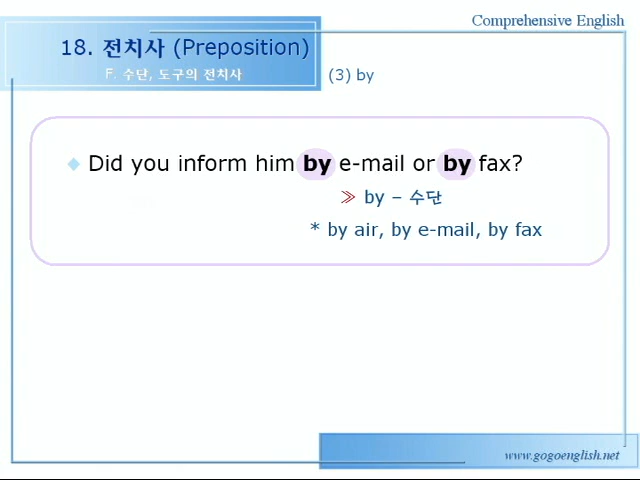 Comprehensive English
18. 전치사 (Preposition)
F. 수단, 도구의 전치사
(3) by
Did you inform him by e-mail or by fax?
≫ by – 수단
* by air, by e-mail, by fax
www.gogoenglish.net